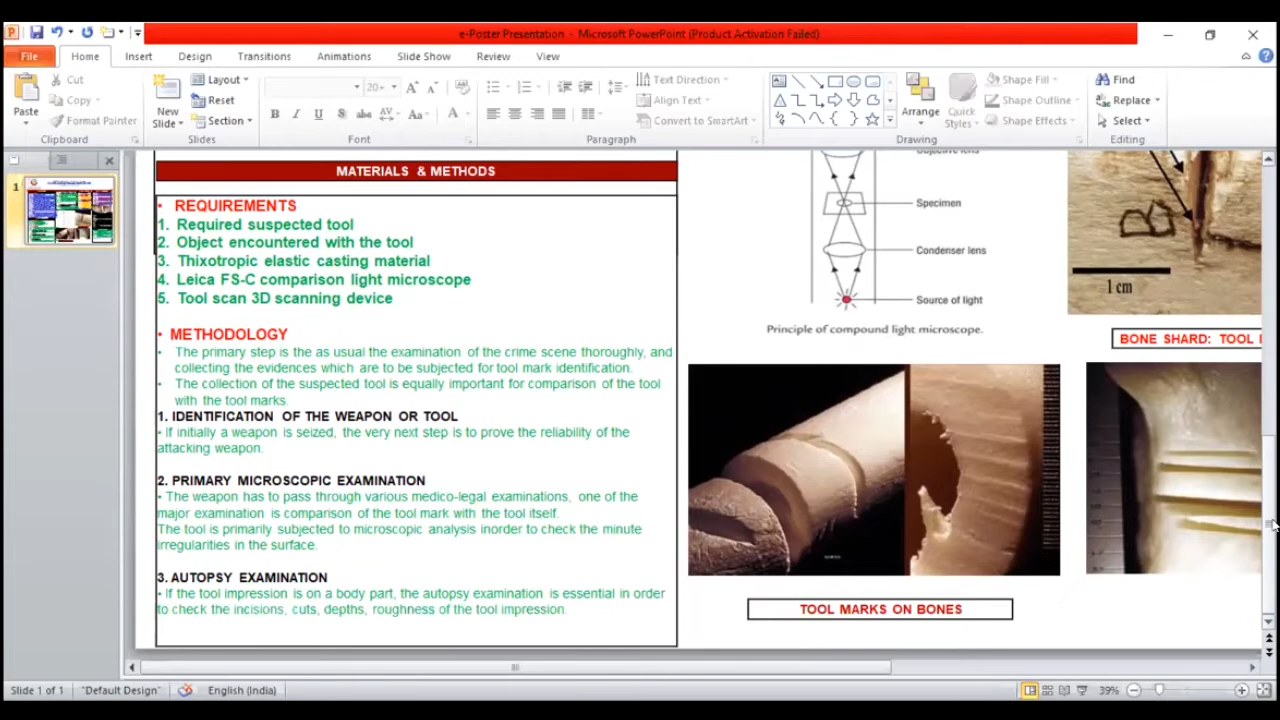 e-Poster Presentation - Microsoft PowerPoint (Product Activation Failed)
File Home Insert Design Transitions Animations Slide Show Review View
Paste
Cut
Copy
Format Painter
Clipboard
New Slide
Layout
Reset
Section
Slides
20+
Font
Paragraph
Text Direction
Align Text
Convert to SmartArt
Arrange
Quick Styles
Shape Fill
Shape Outline
Shape Effects
Drawing
Find
Replace
Select
Editing
1
MATERIALS & METHODS
• REQUIREMENTS
1. Required suspected tool
2. Object encountered with the tool
3. Thixotropic elastic casting material
4. Leica FS-C comparison light microscope
5. Tool scan 3D scanning device
• METHODOLOGY
• The primary step is the as usual the examination of the crime scene thoroughly, and
collecting the evidences which are to be subjected for tool mark identification.
• The collection of the suspected tool is equally important for comparison of the tool
with the tool marks.
1. IDENTIFICATION OF THE WEAPON OR TOOL
• If initially a weapon is seized, the very next step is to prove the reliability of the
attacking weapon.
2. PRIMARY MICROSCOPIC EXAMINATION
• The weapon has to pass through various medico-legal examinations, one of the
major examination is comparison of the tool mark with the tool itself.
The tool is primarily subjected to microscopic analysis inorder to check the minute
irregularities in the surface.
3. AUTOPSY EXAMINATION
• If the tool impression is on a body part, the autopsy examination is essential in order
to check the incisions, cuts, depths, roughness of the tool impression.
Objective lens
Specimen
Condenser lens
Source of light
Principle of compound light microscope.
B
1 cm
BONE SHARD: TOOL
TOOL MARKS ON BONES
Slide 1 of 1
"Default Design"
English (India)
39%